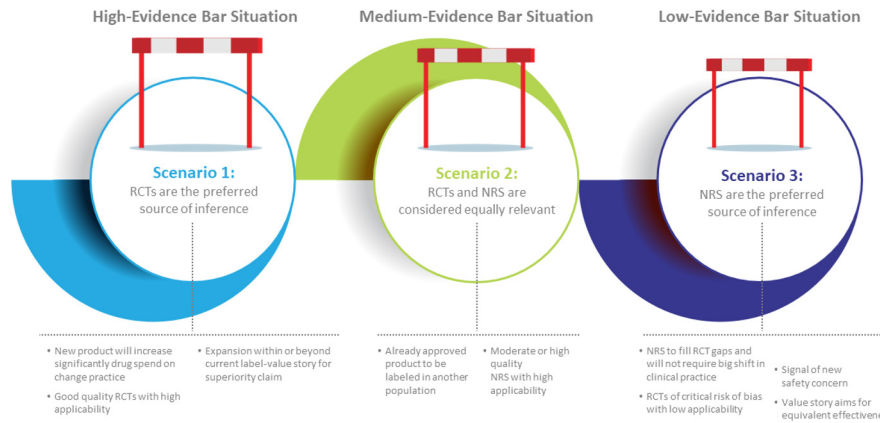 High-Evidence Bar Situation
Medium-Evidence Bar Situation
Low-Evidence Bar Situation
Scenario 1:
RCTs are the preferred
source of inference
Scenario 2:
RCTs and NRS are
considered equally relevant
Scenario 3:
NRS are the preferred
source of inference
• New product will increase
significantly drug spend on
change practice
• Good quality RCTs with high
applicability
• Expansion within or beyond
current label-value story for
superiority claim
• Already approved
product to be
labeled in another
population
• Moderate or high
quality
NRS with high
applicability
• NRS to fill RCT gaps and
will not require big shift in
clinical practice
• RCTs of critical risk of bias
with low applicability
• Signal of new
safety concern
• Value story aims for
equivalent effectivene